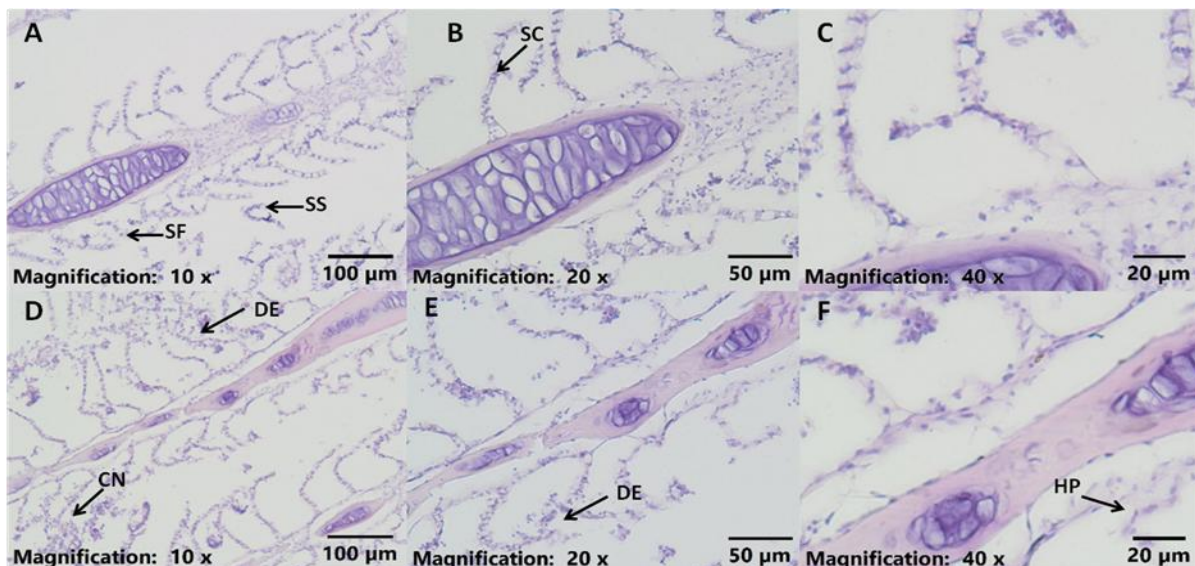 A
SS
SF
Magnification: 10 x
100 µm
B
SC
Magnification: 20 x
50 µm
C
Magnification: 40 x
20 µm
D
DE
CN
Magnification: 10 x
100 µm
E
DE
Magnification: 20 x
50 µm
F
HP
Magnification: 40 x
20 µm